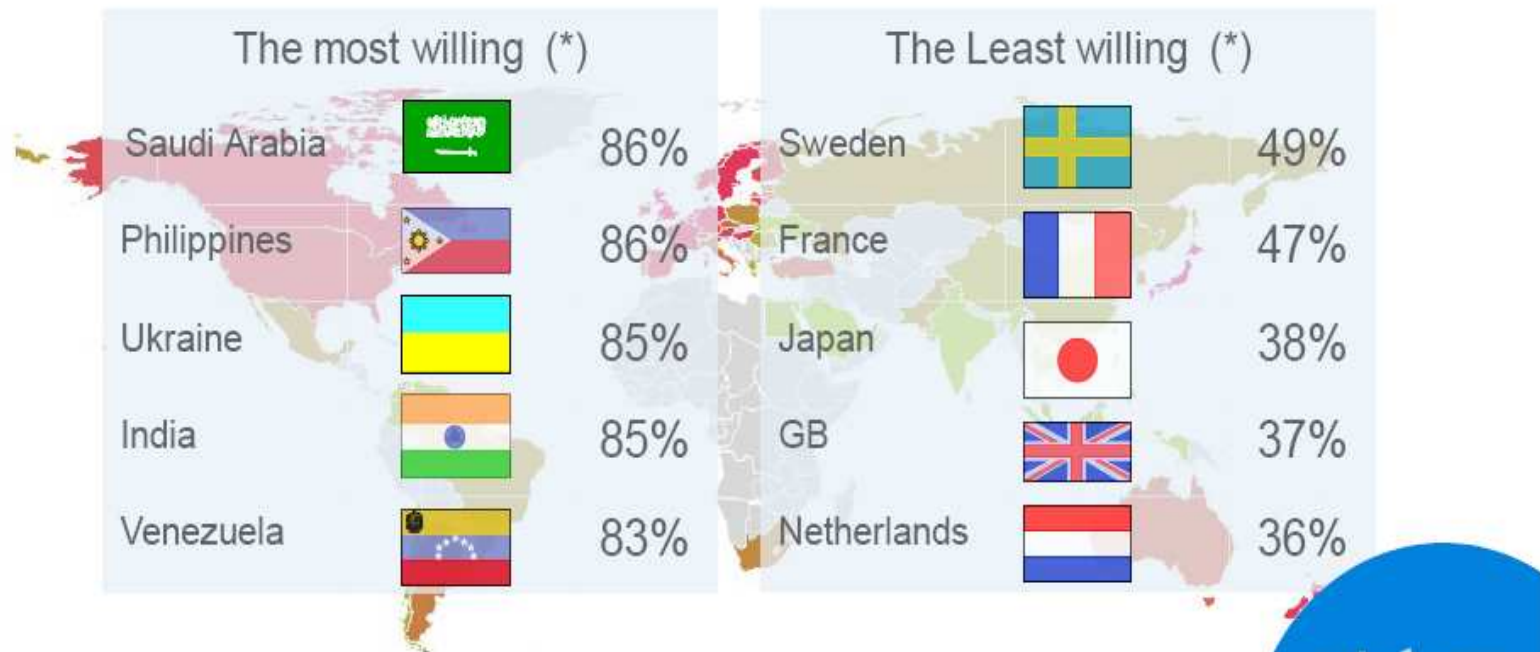 The most willing (*)
Saudi Arabia 86%
Philippines 86%
Ukraine 85%
India 85%
Venezuela 83%
The Least willing (*)
Sweden 49%
France 47%
Japan 38%
GB 37%
Netherlands 36%